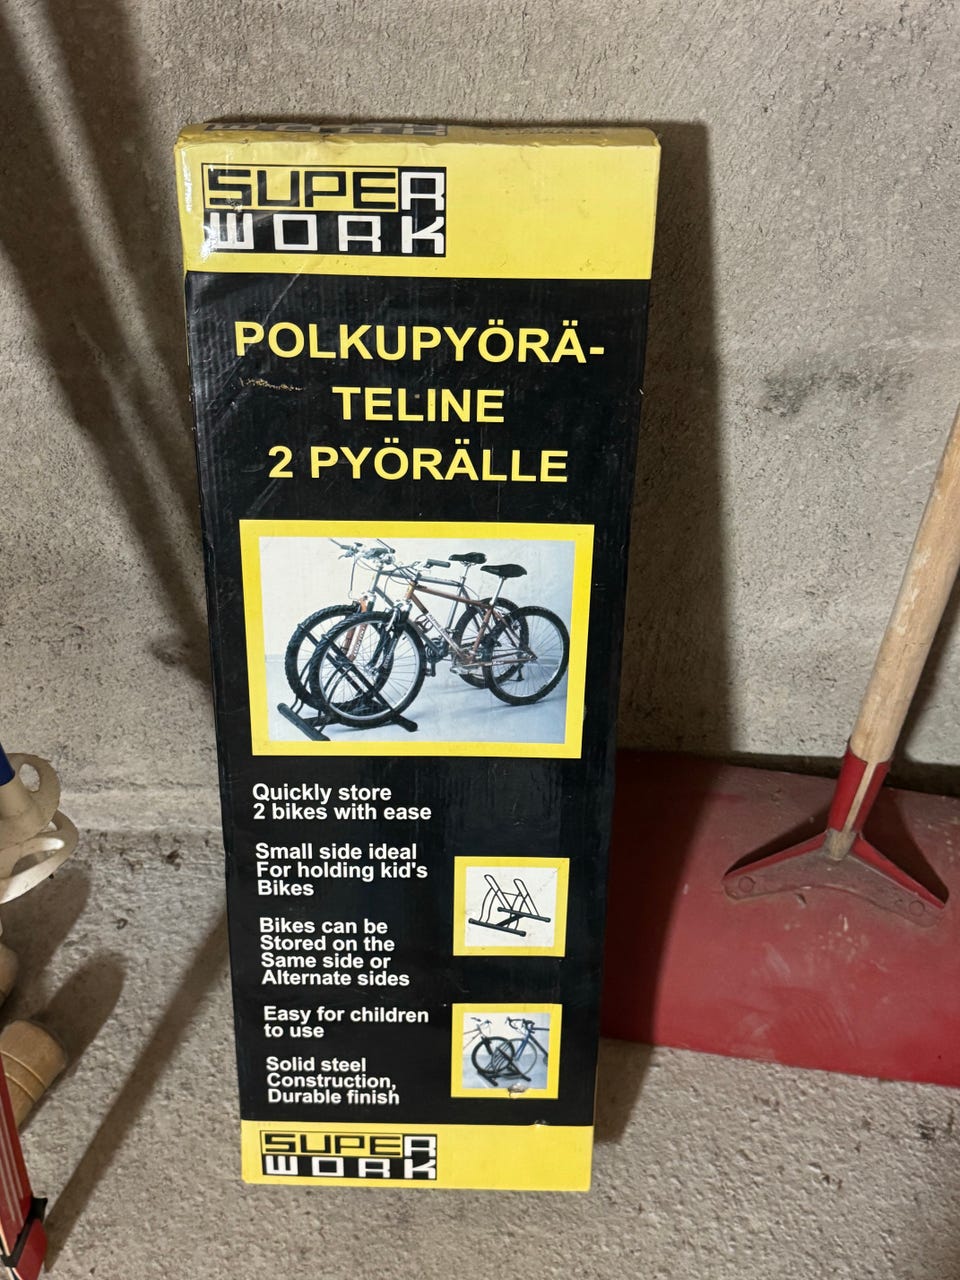 SUPER
WORK
POLKUPYÖRÄ-
TELINE
2 PYÖRÄLLE
Quickly store
2 bikes with ease
Small side ideal
For holding kid's
Bikes
Bikes can be
Stored on the
Same side or
Alternate sides
Easy for children
to use
Solid steel
Construction,
Durable finish
SUPER
WORK